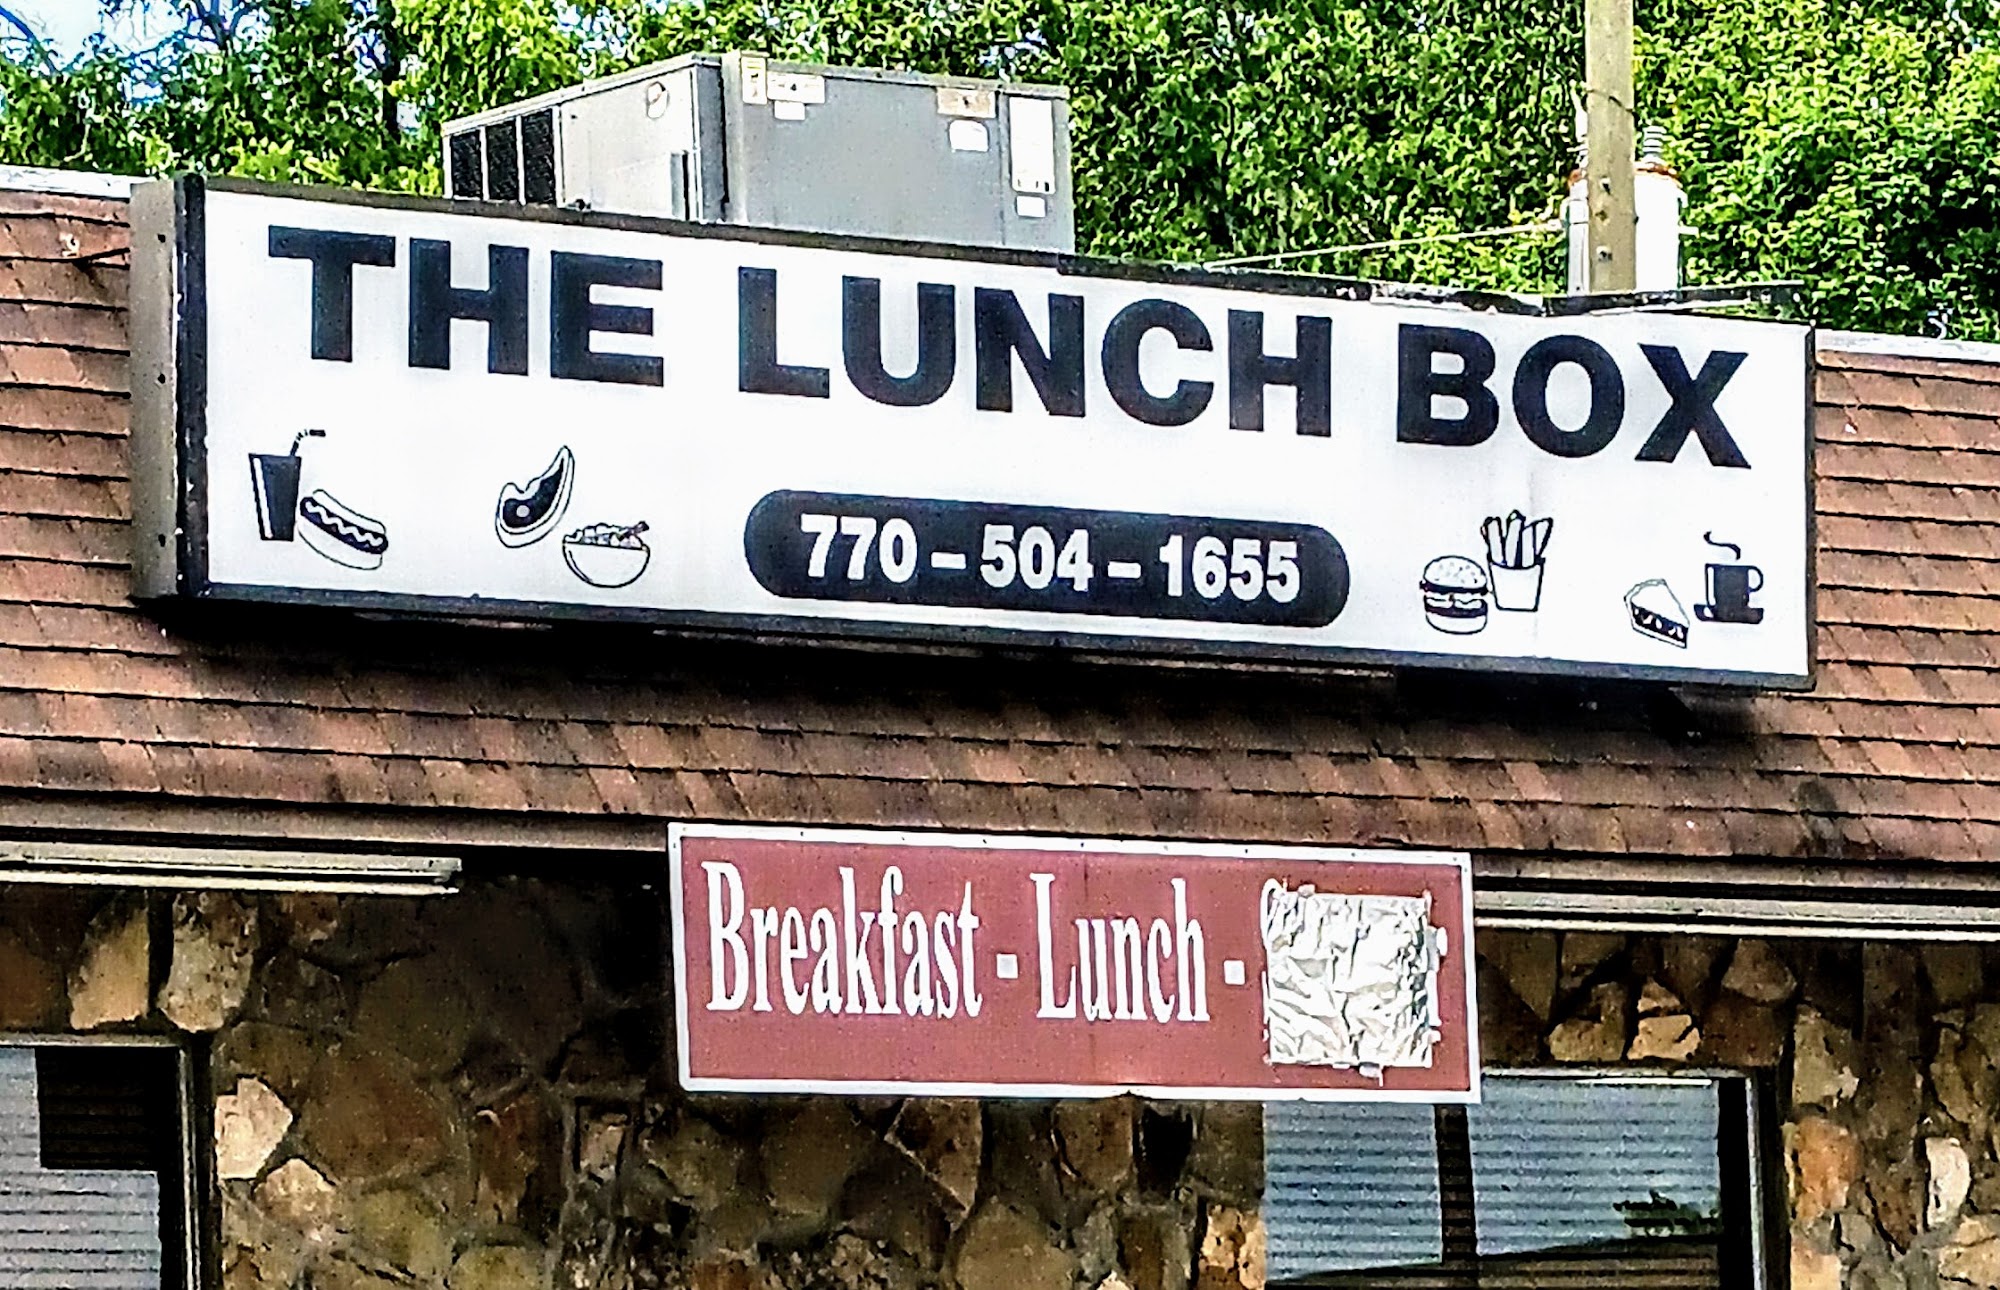 THE LUNCH BOX
770-504-1655
Breakfast - Lunch -